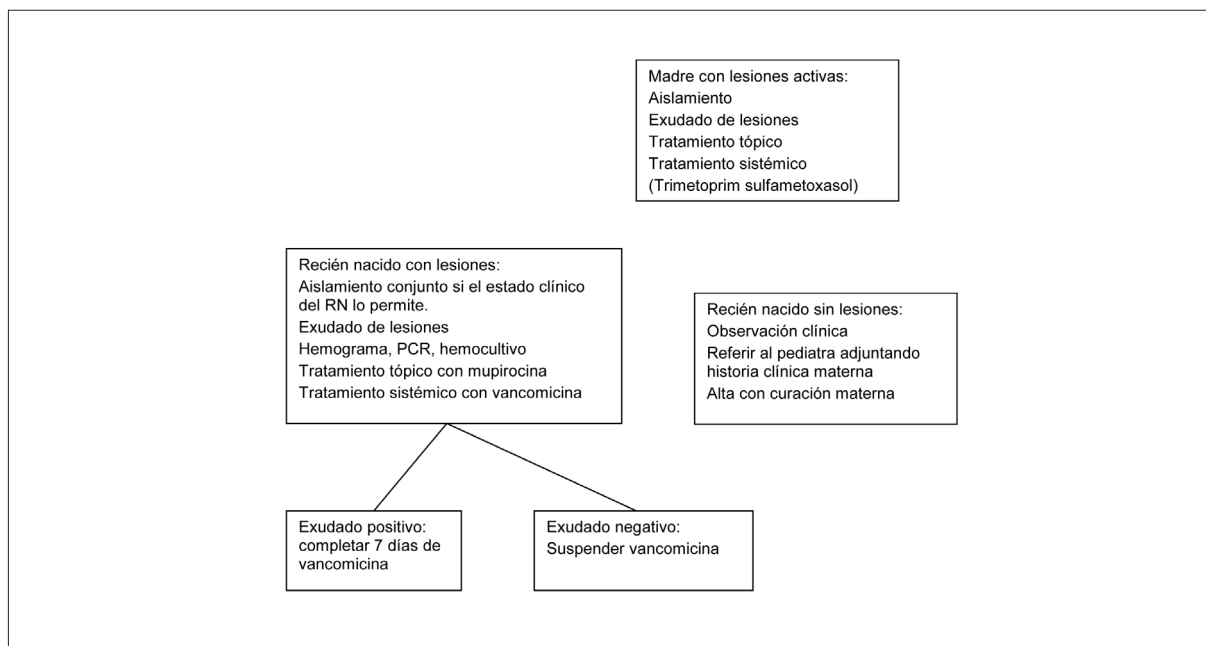 Madre con lesiones activas:
Aislamiento
Exudado de lesiones
Tratamiento tópico
Tratamiento sistémico
(Trimetoprim sulfametoxasol)
Recién nacido con lesiones:
Aislamiento conjunto si el estado clínico
del RN lo permite.
Exudado de lesiones
Hemograma, PCR, hemocultivo
Tratamiento tópico con mupirocina
Tratamiento sistémico con vancomicina
Recién nacido sin lesiones:
Observación clínica
Referir al pediatra adjuntando
historia clínica materna
Alta con curación materna
Exudado positivo:
completar 7 días de
vancomicina
Exudado negativo:
Suspender vancomicina